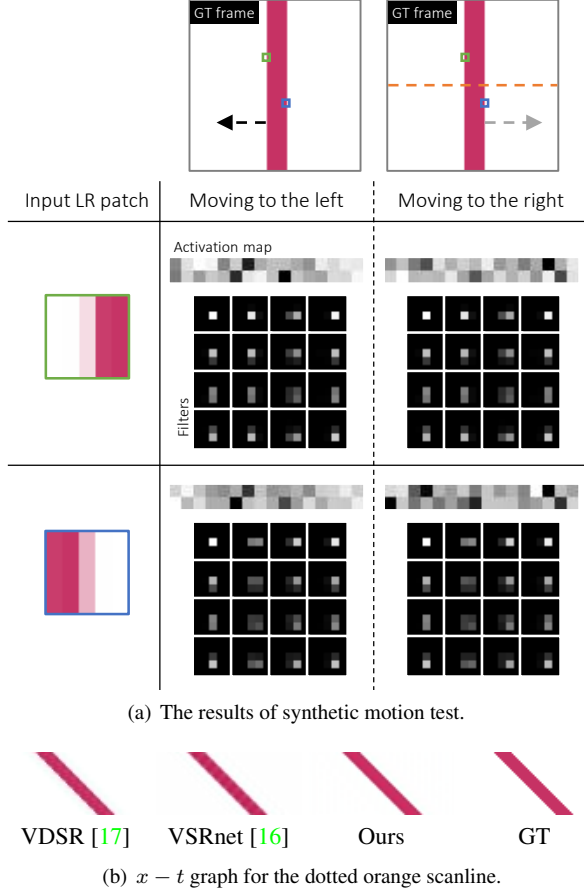 GT frame
GT frame
Input LR patch
Moving to the left
Moving to the right
Activation map
Filters
(a) The results of synthetic motion test.
VDSR [17]
VSRnet [16]
Ours
GT
(b) x − t graph for the dotted orange scanline.